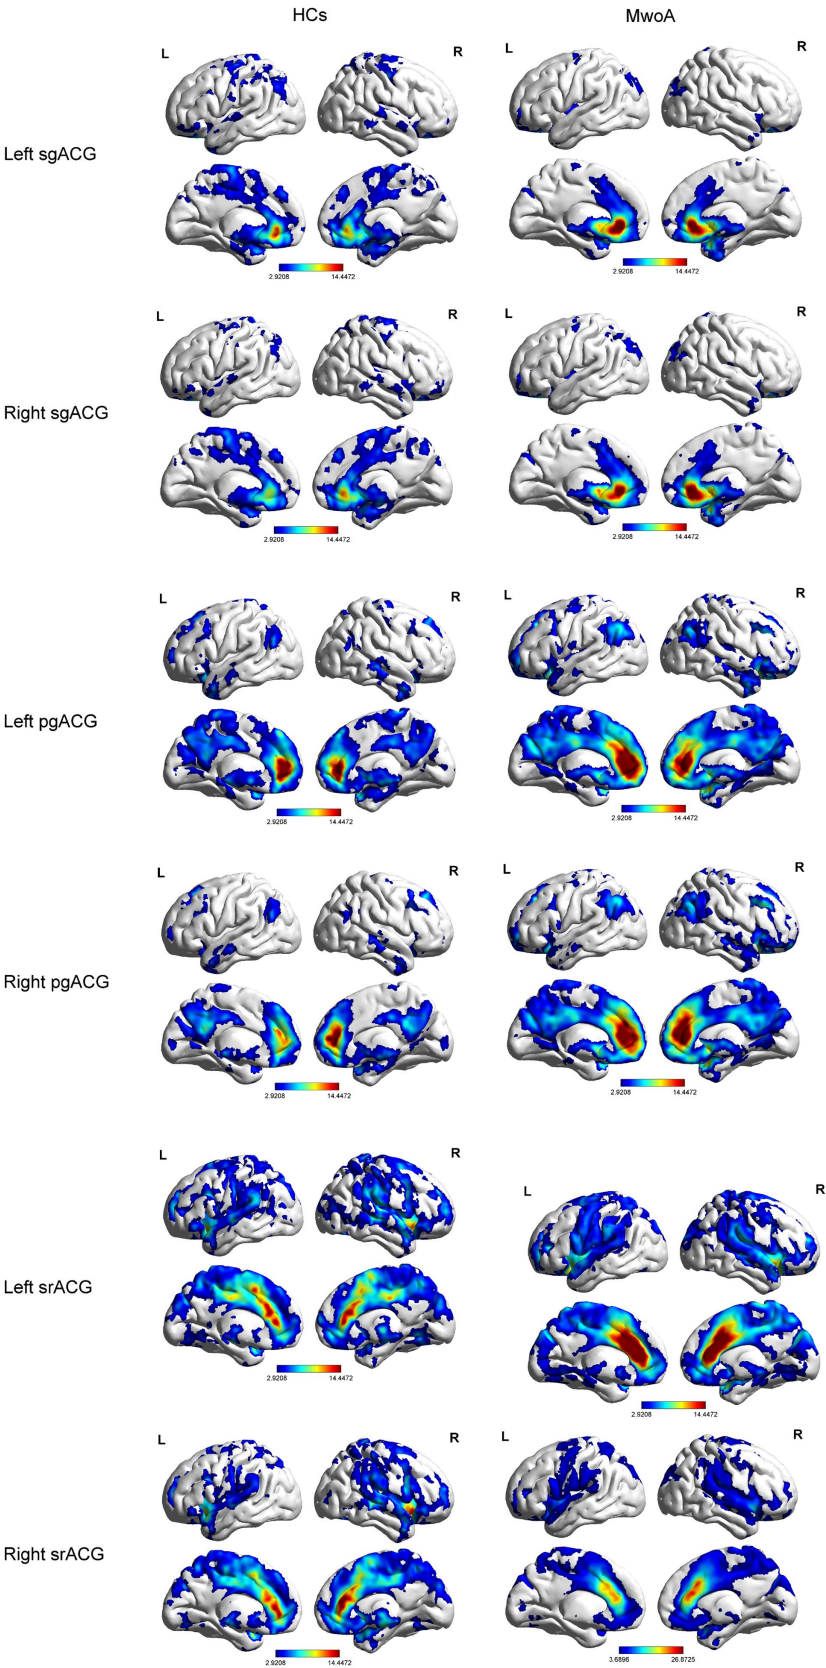 HCs MwoA
L R L R
Left sgACG
2.9208 14.4472 2.9208 14.4472
L R L R
Right sgACG
2.9208 14.4472 2.9208 14.4472
L R L R
Left pgACG
2.9208 14.4472 2.9208 14.4472
L R L R
Right pgACG
2.9208 14.4472 2.9208 14.4472
L R L R
Left srACG
2.9208 14.4472 2.9208 14.4472
L R L R
Right srACG
2.9208 14.4472 3.6896 26.8725